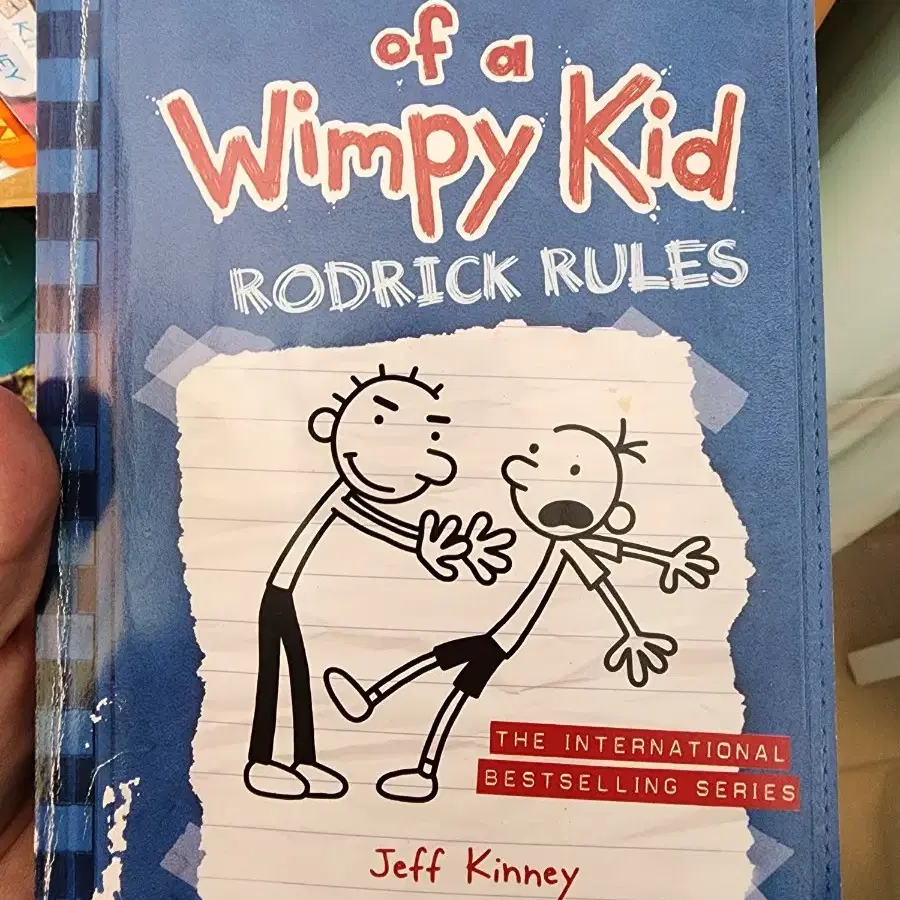 of a
Wimpy Kid
RODRICK RULES
THE INTERNATIONAL
BESTSELLING SERIES
Jeff Kinney